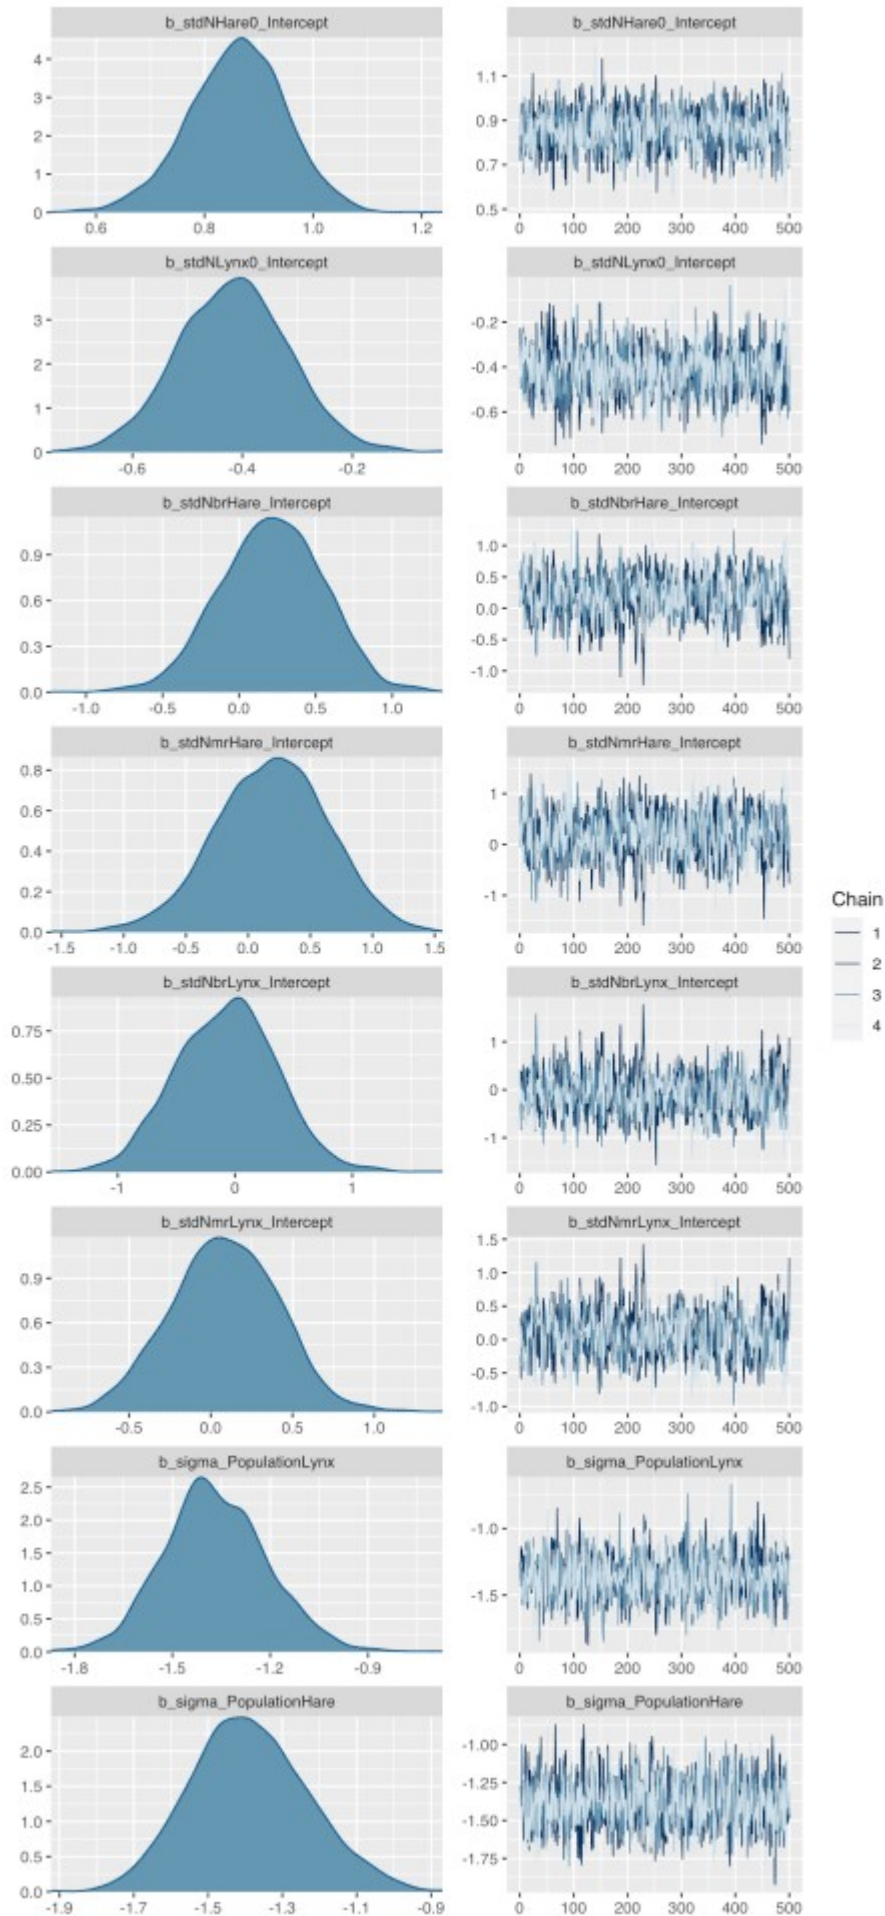 b_stdNHare0_Intercept
4
3
2
1
0
0.6 0.8 1.0 1.2
b_stdNHare0_Intercept
1.1
0.9
0.7
0.5
0 100 200 300 400 500
b_stdNLynx0_Intercept
3
2
1
0
-0.6 -0.4 -0.2
b_stdNLynx0_Intercept
-0.2
-0.4
-0.6
0 100 200 300 400 500
b_stdNbrHare_Intercept
0.9
0.6
0.3
0.0
-1.0 -0.5 0.0 0.5 1.0
b_stdNbrHare_Intercept
1.0
0.5
0.0
-0.5
-1.0
0 100 200 300 400 500
b_stdNmrHare_Intercept
0.8
0.6
0.4
0.2
0.0
-1.5 -1.0 -0.5 0.0 0.5 1.0 1.5
b_stdNmrHare_Intercept
1
0
-1
0 100 200 300 400 500
b_stdNbrLynx_Intercept
0.75
0.50
0.25
0.00
-1 0 1
b_stdNbrLynx_Intercept
1
0
-1
0 100 200 300 400 500
b_stdNmrLynx_Intercept
0.9
0.6
0.3
0.0
-0.5 0.0 0.5 1.0
b_stdNmrLynx_Intercept
1.5
1.0
0.5
0.0
-0.5
-1.0
0 100 200 300 400 500
b_sigma_PopulationLynx
2.5
2.0
1.5
1.0
0.5
0.0
-1.8 -1.5 -1.2 -0.9
b_sigma_PopulationLynx
-1.0
-1.5
0 100 200 300 400 500
b_sigma_PopulationHare
2.0
1.5
1.0
0.5
0.0
-1.9 -1.7 -1.5 -1.3 -1.1 -0.9
b_sigma_PopulationHare
-1.00
-1.25
-1.50
-1.75
0 100 200 300 400 500
Chain
1
2
3
4